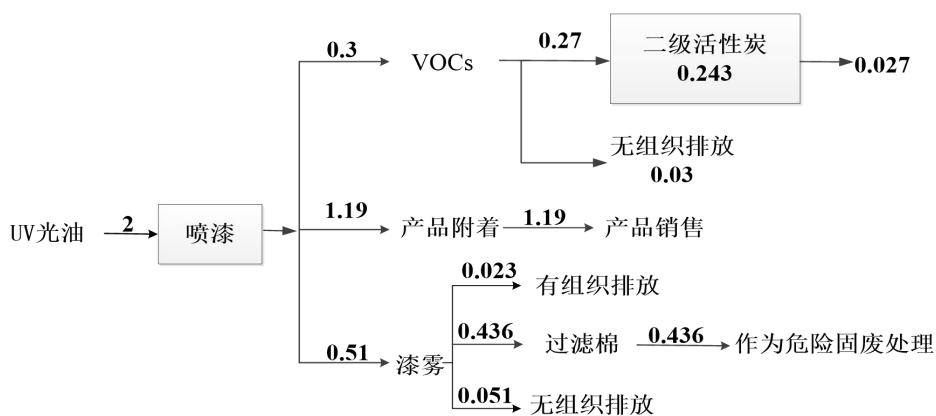 0.3
VOCs
0.27
二级活性炭
0.243
0.027
无组织排放
0.03
UV光油
2
喷漆
1.19
产品附着
1.19
产品销售
0.023
有组织排放
0.51
漆雾
0.436
过滤棉
0.436
作为危险固废处理
0.051
无组织排放